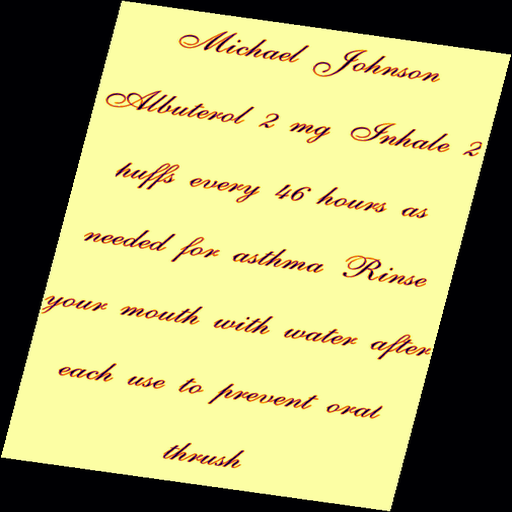 Michael Johnson
Albuterol 2 mg Inhale 2
huffs every 46 hours as
needed for asthma Rinse
your mouth with water after
each use to prevent oral
thrush